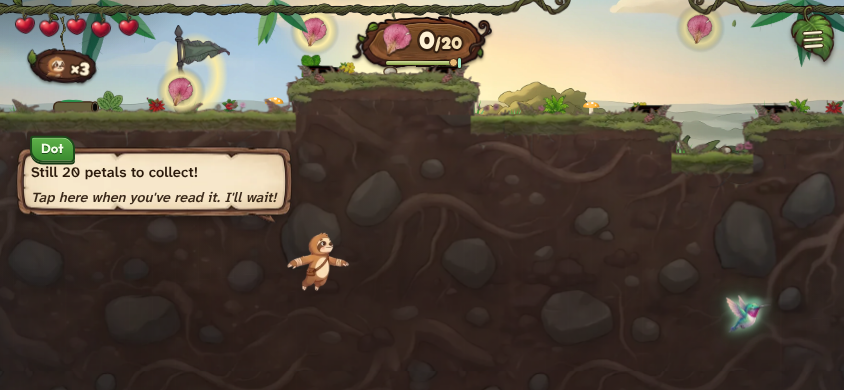 0/20
x3
Dot
Still 20 petals to collect!
Tap here when you've read it. I'll wait!